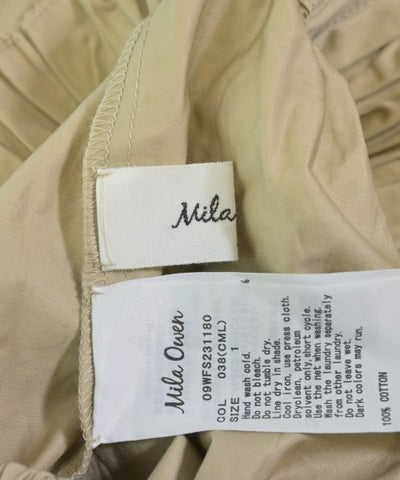 Mila
6
Mila Owen
09WFS231180
COL 038(CML)
SIZE 1
Hand wash cold.
Do not bleach.
Do not tumble dry.
Line dry in shade.
Cool iron, use press cloth.
Dryclean, petroleum
solvent only, short cycle.
Use the net when washing.
Wash the laundry separately
from other laundry.
Do not leave wet.
Dark colors may run.
100% COTTON